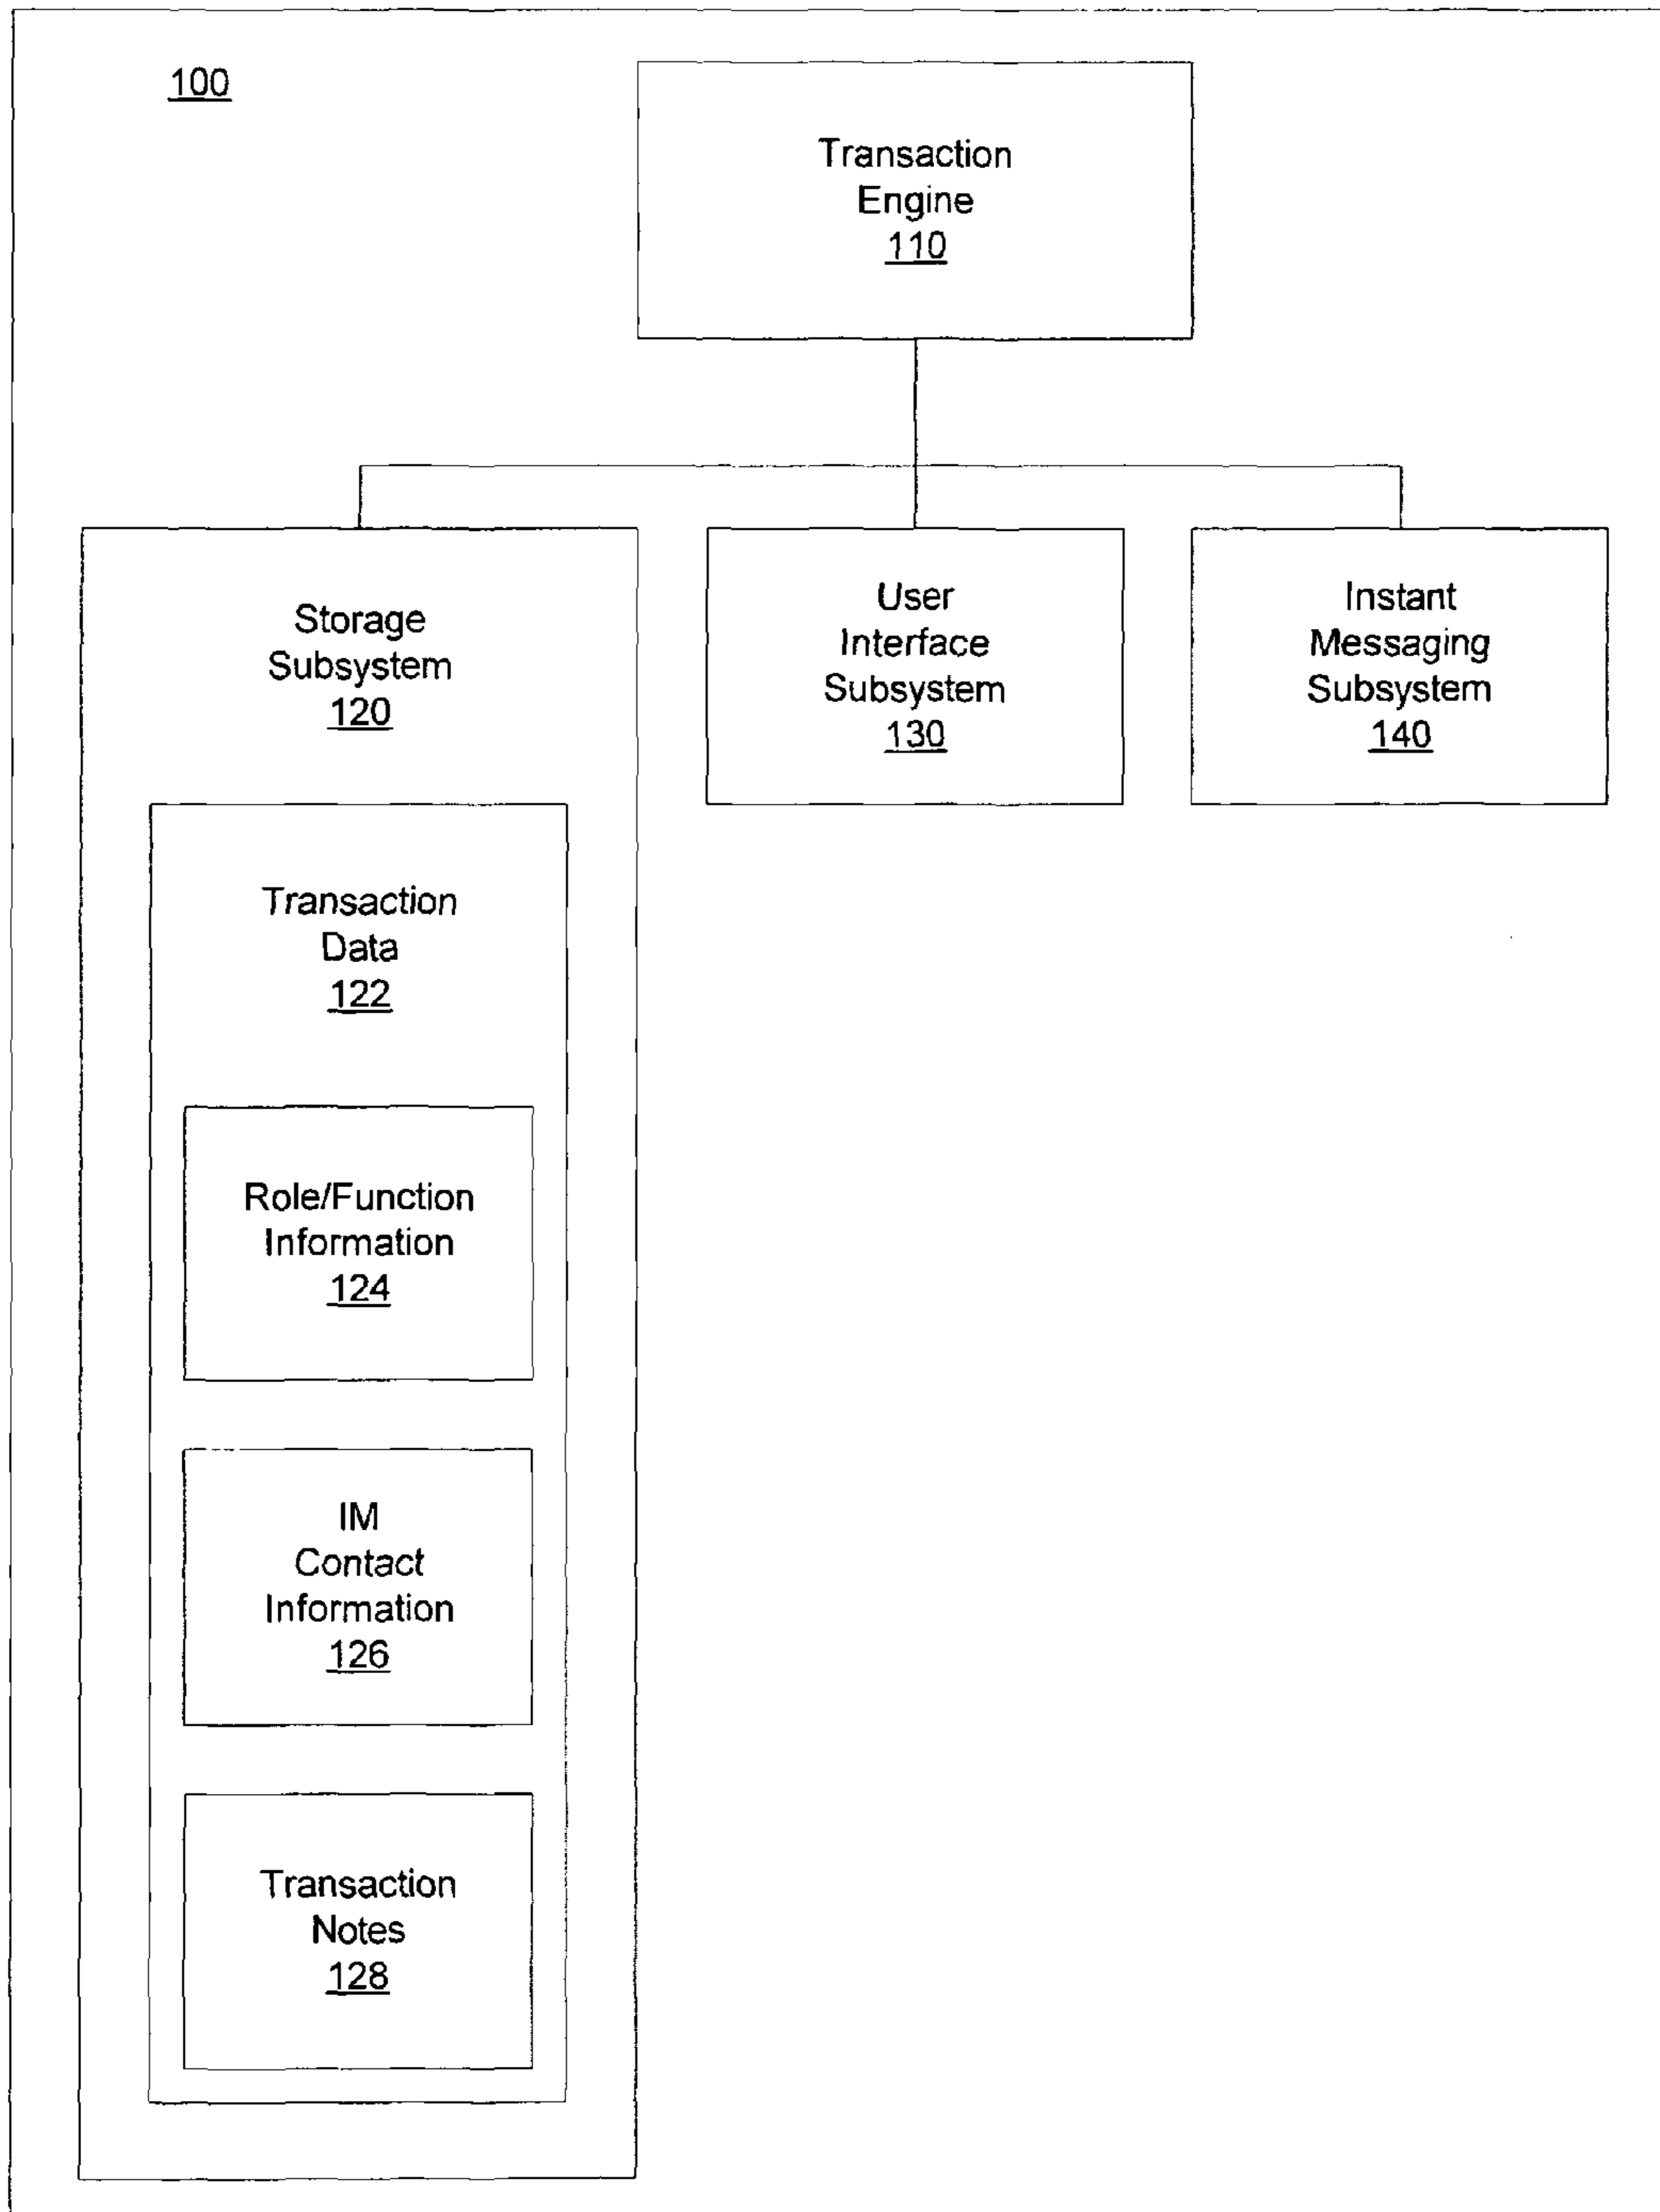 100
Transaction
Engine
110
Storage
Subsystem
120
User
Interface
Subsystem
130
Instant
Messaging
Subsystem
140
Transaction
Data
122
Role/Function
Information
124
IM
Contact
Information
126
Transaction
Notes
128